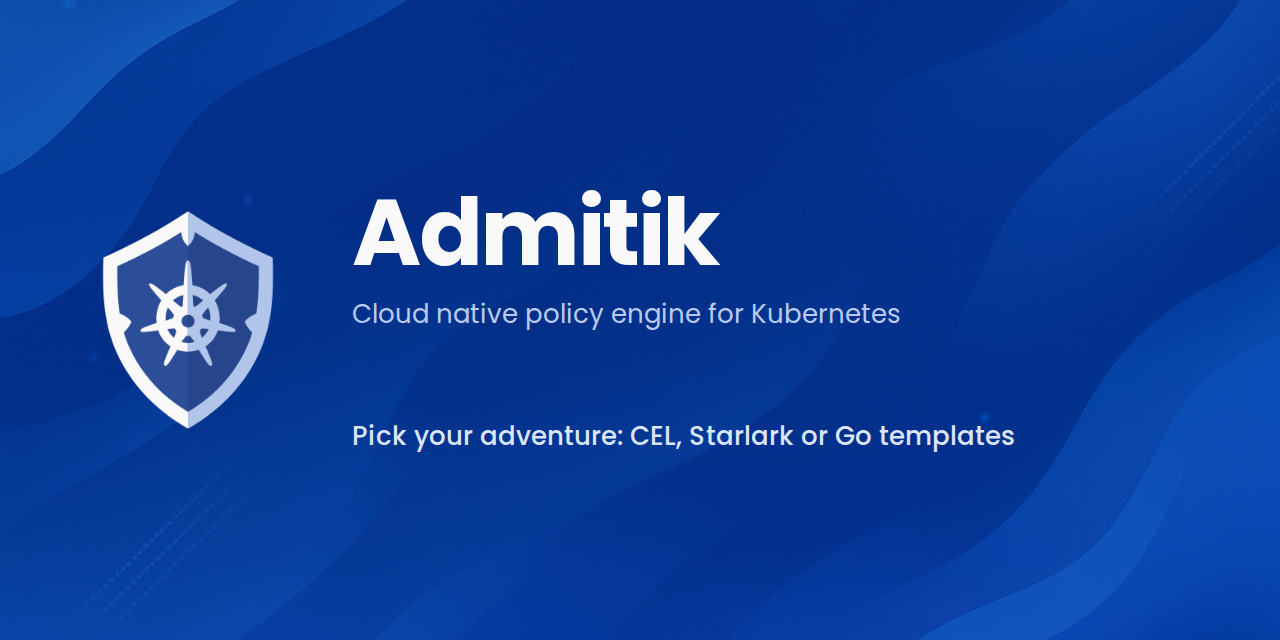 Admitik
Cloud native policy engine for Kubernetes
Pick your adventure: CEL, Starlark or Go templates